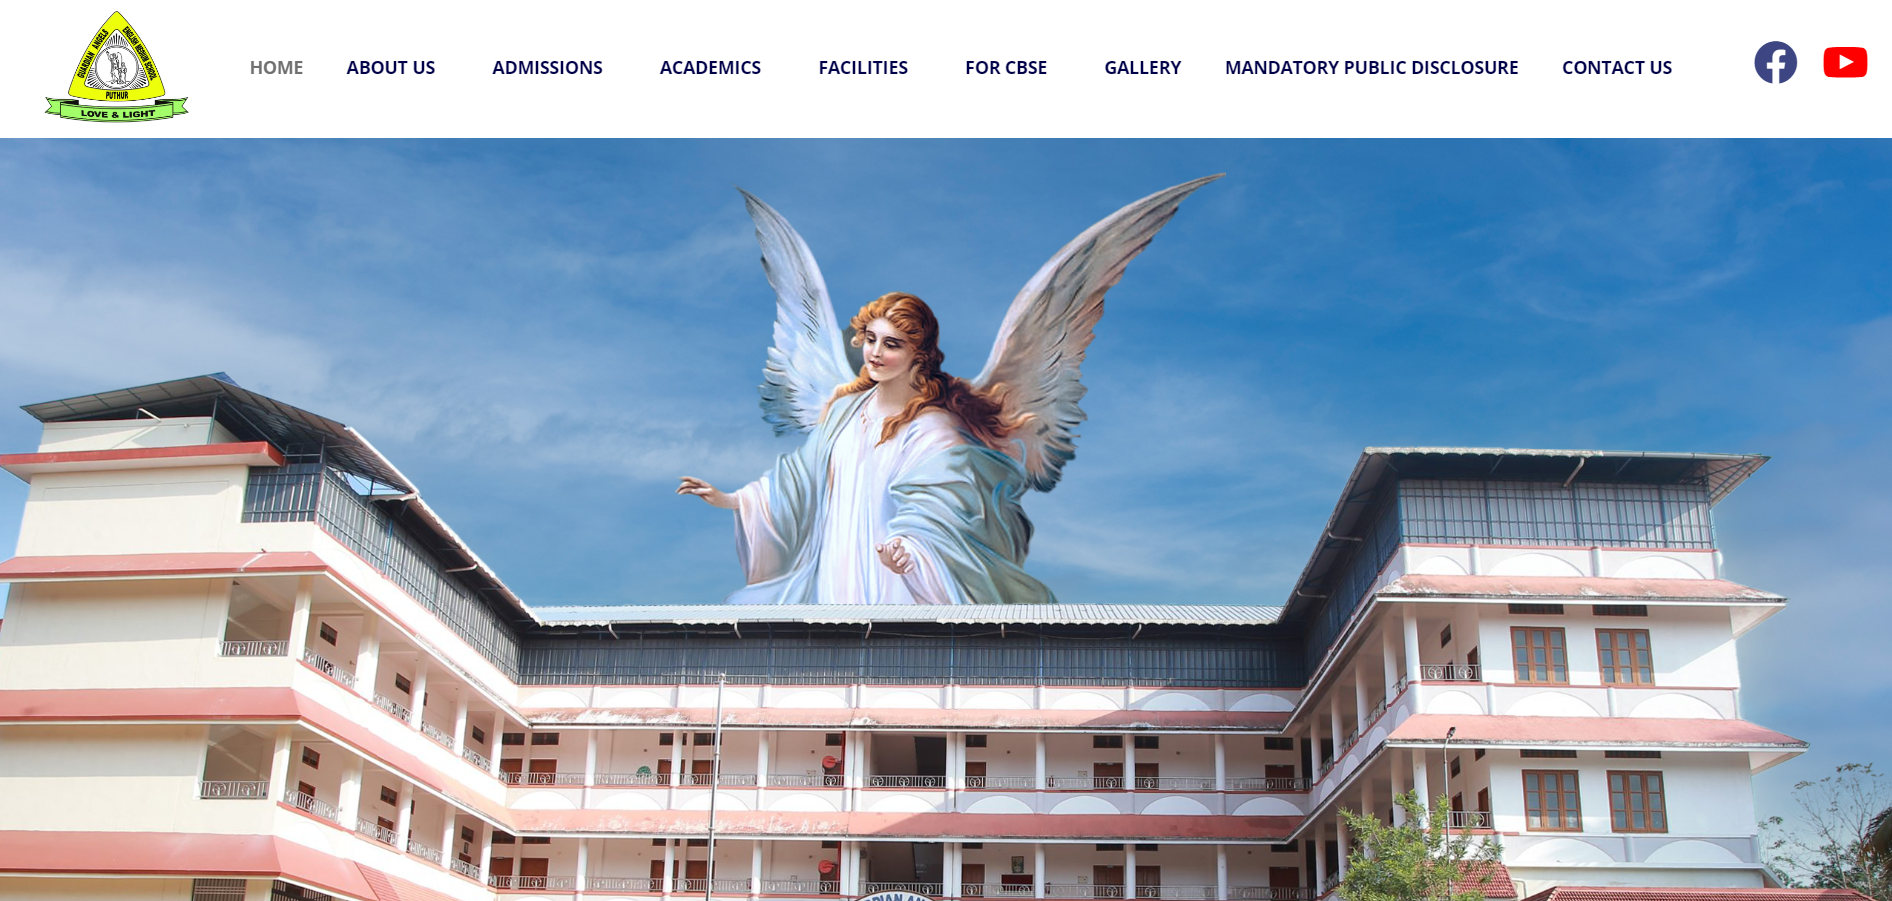 GUARDIAN ANGELS
ENGLISH MEDIUM SCHOOL
PUTHUR
LOVE & LIGHT
HOME
ABOUT US
ADMISSIONS
ACADEMICS
FACILITIES
FOR CBSE
GALLERY
MANDATORY PUBLIC DISCLOSURE
CONTACT US